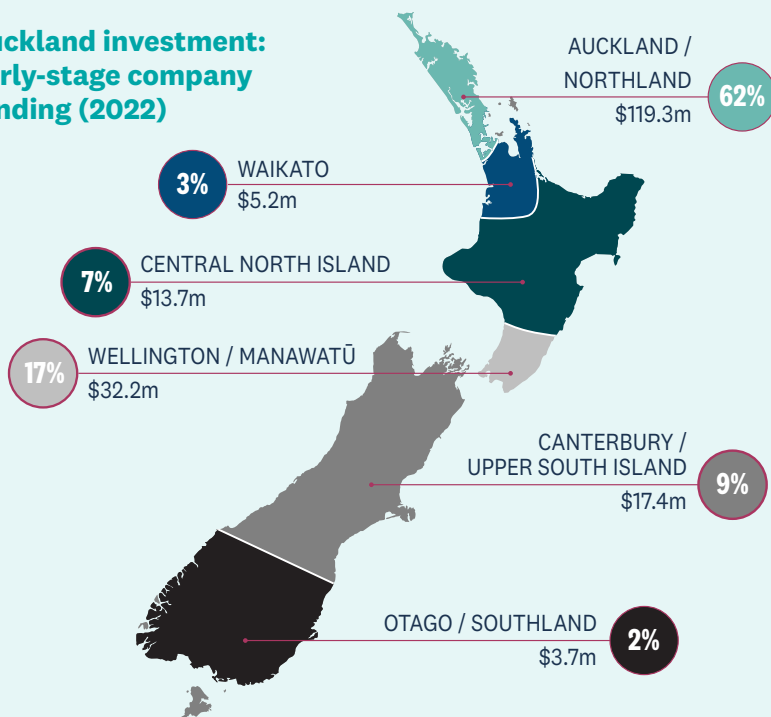 uckland investment:
rly-stage company
nding (2022)
AUCKLAND /
NORTHLAND
$119.3m
62%
3%
WAIKATO
$5.2m
7%
CENTRAL NORTH ISLAND
$13.7m
17%
WELLINGTON / MANAWATŪ
$32.2m
CANTERBURY /
UPPER SOUTH ISLAND
$17.4m
9%
OTAGO / SOUTHLAND
$3.7m
2%